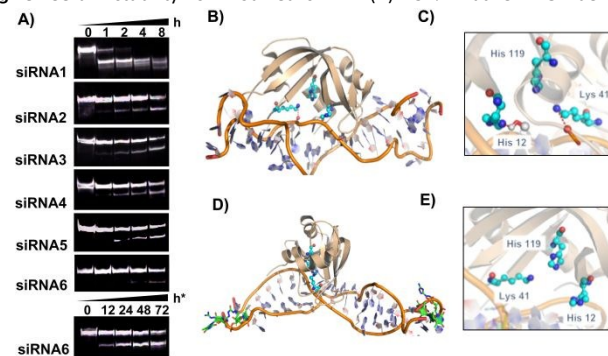 A)
h
0 1 2 4 8
siRNA1
siRNA2
siRNA3
siRNA4
siRNA5
siRNA6
h*
0 12 24 48 72
siRNA6
B)
C)
His 119
Lys 41
His 12
D)
E)
His 119
Lys 41
His 12